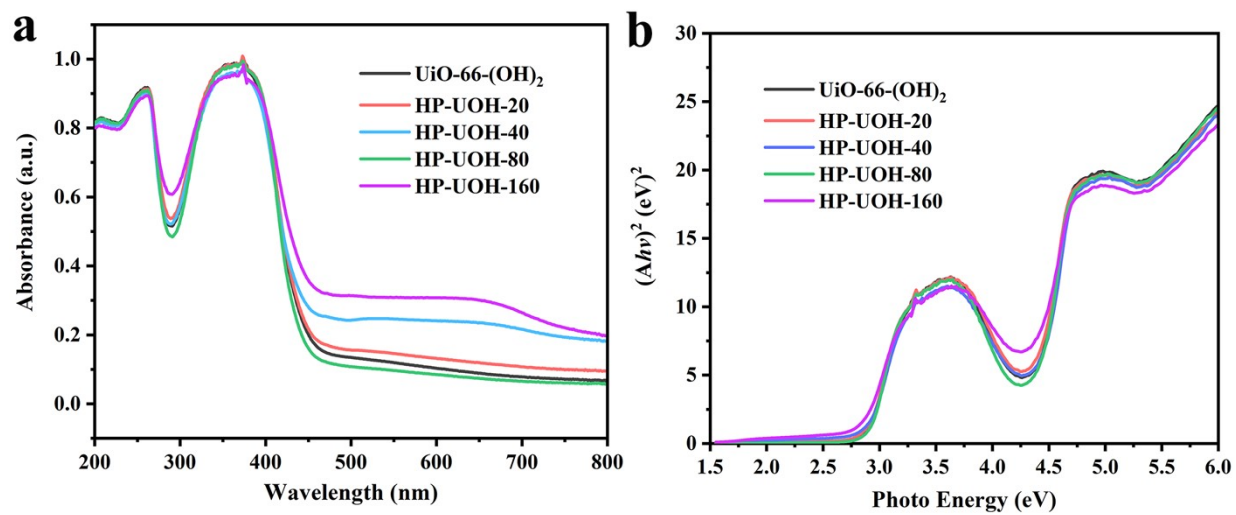 a
Absorbance (a.u.)
1.0
0.8
0.6
0.4
0.2
0.0
200 300 400 500 600 700 800
Wavelength (nm)
UiO-66-(OH)₂
HP-UOH-20
HP-UOH-40
HP-UOH-80
HP-UOH-160
b
(Ahν)² (eV)²
30
25
20
15
10
5
0
1.5 2.0 2.5 3.0 3.5 4.0 4.5 5.0 5.5 6.0
Photo Energy (eV)
UiO-66-(OH)₂
HP-UOH-20
HP-UOH-40
HP-UOH-80
HP-UOH-160